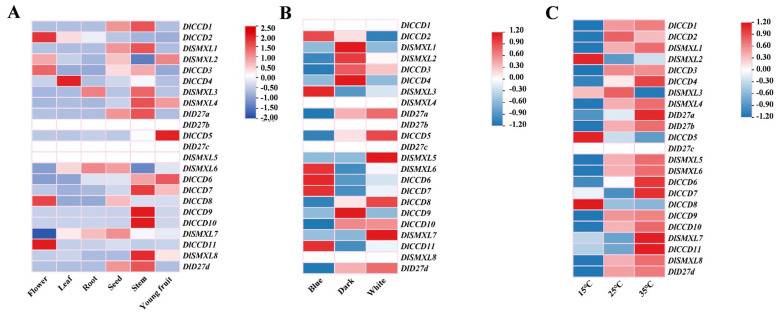 A
DlCCD1
DlCCD2
DlSMXL1
DlSMXL2
DlCCD3
DlCCD4
DlSMXL3
DlSMXL4
DlD27a
DlD27b
DlCCD5
DlD27c
DlSMXL5
DlSMXL6
DlCCD6
DlCCD7
DlCCD8
DlCCD9
DlCCD10
DlSMXL7
DlCCD11
DlSMXL8
DlD27d
Flower Leaf Root Seed Stem Young fruit
2.50
2.00
1.50
1.00
0.50
0.00
-0.50
-1.00
-1.50
-2.00
B
DlCCD1
DlCCD2
DlSMXL1
DlSMXL2
DlCCD3
DlCCD4
DlSMXL3
DlSMXL4
DlD27a
DlD27b
DlCCD5
DlD27c
DlSMXL5
DlSMXL6
DlCCD6
DlCCD7
DlCCD8
DlCCD9
DlCCD10
DlSMXL7
DlCCD11
DlSMXL8
DlD27d
Blue Dark White
1.20
0.90
0.60
0.30
0.00
-0.30
-0.60
-0.90
-1.20
C
DlCCD1
DlCCD2
DlSMXL1
DlSMXL2
DlCCD3
DlCCD4
DlSMXL3
DlSMXL4
DlD27a
DlD27b
DlCCD5
DlD27c
DlSMXL5
DlSMXL6
DlCCD6
DlCCD7
DlCCD8
DlCCD9
DlCCD10
DlSMXL7
DlCCD11
DlSMXL8
DlD27d
15℃ 25℃ 35℃
1.20
0.90
0.60
0.30
0.00
-0.30
-0.60
-0.90
-1.20